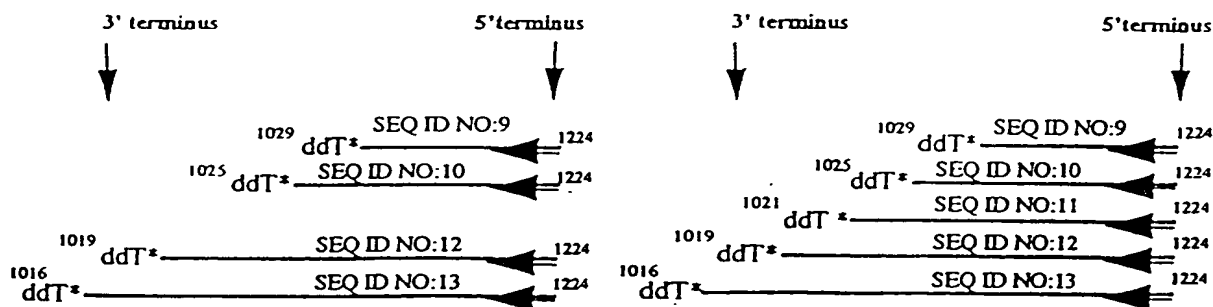 3' terminus 5'terminus
1029 ddT* SEQ ID NO:9 1224
1025 ddT* SEQ ID NO:10 1224
1019 ddT* SEQ ID NO:12 1224
1016 ddT* SEQ ID NO:13 1224
3' terminus 5'terminus
1029 ddT* SEQ ID NO:9 1224
1025 ddT* SEQ ID NO:10 1224
1021 ddT * SEQ ID NO:11 1224
1019 ddT* SEQ ID NO:12 1224
1016 ddT* SEQ ID NO:13 1224